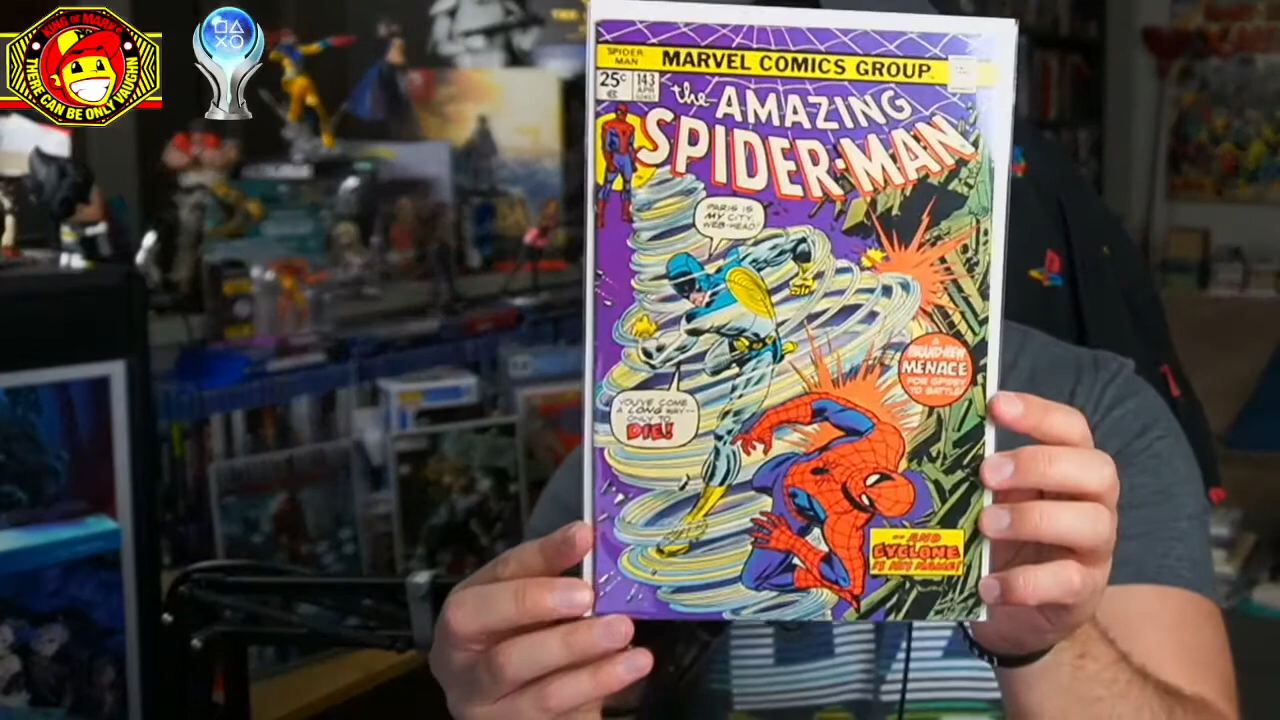 KING OF MARKS
THERE CAN BE ONLY VAUGHN
SPIDER
MAN
MARVEL COMICS GROUP
25¢
143
APR
the AMAZING
SPIDER-MAN
PARIS IS
MY CITY,
WEB-HEAD!
A
BRAND-NEW
MENACE
FOR SPIDEY
TO BATTLE!
YOU'VE COME
A LONG WAY--
ONLY TO
DIE!
-- AND
CYCLONE
IS HIS NAME!